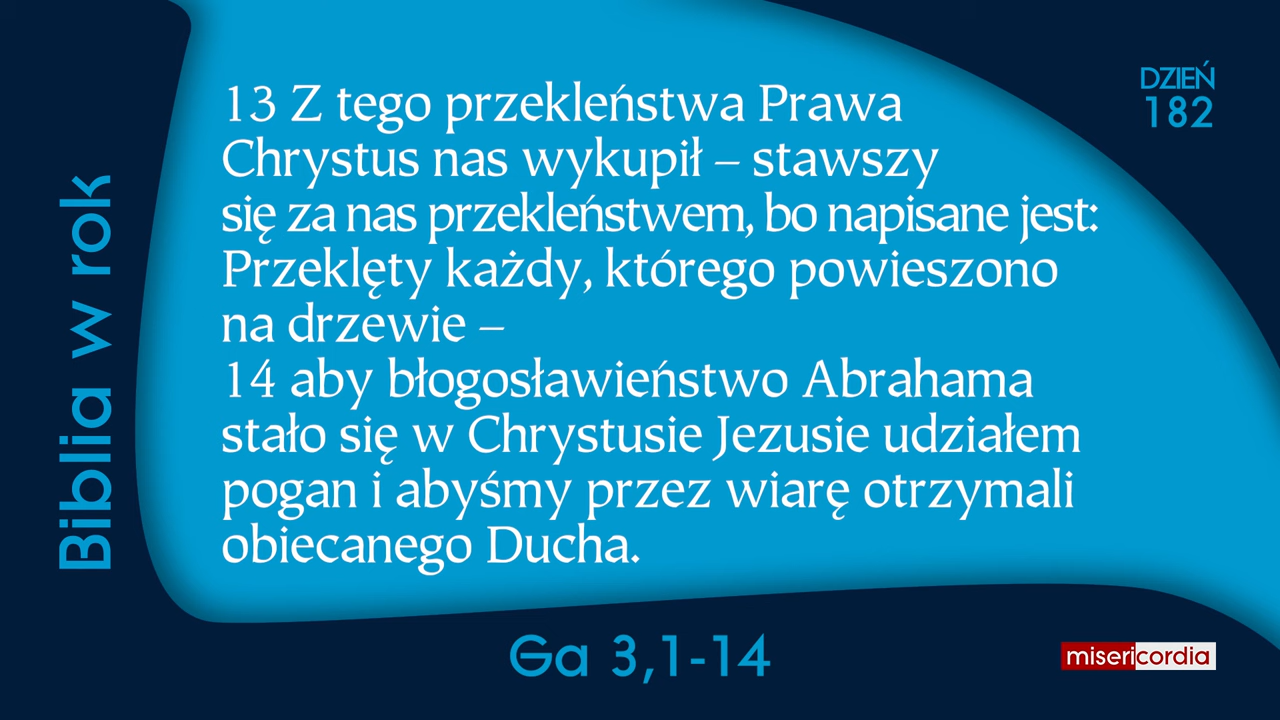 DZIEŃ
182
13 Z tego przekleństwa Prawa
Chrystus nas wykupił – stawszy
się za nas przekleństwem, bo napisane jest:
Przeklęty każdy, którego powieszono
na drzewie –
14 aby błogosławieństwo Abrahama
stało się w Chrystusie Jezusie udziałem
pogan i abyśmy przez wiarę otrzymali
obiecanego Ducha.
Biblia w rok
Ga 3,1-14
misericordia